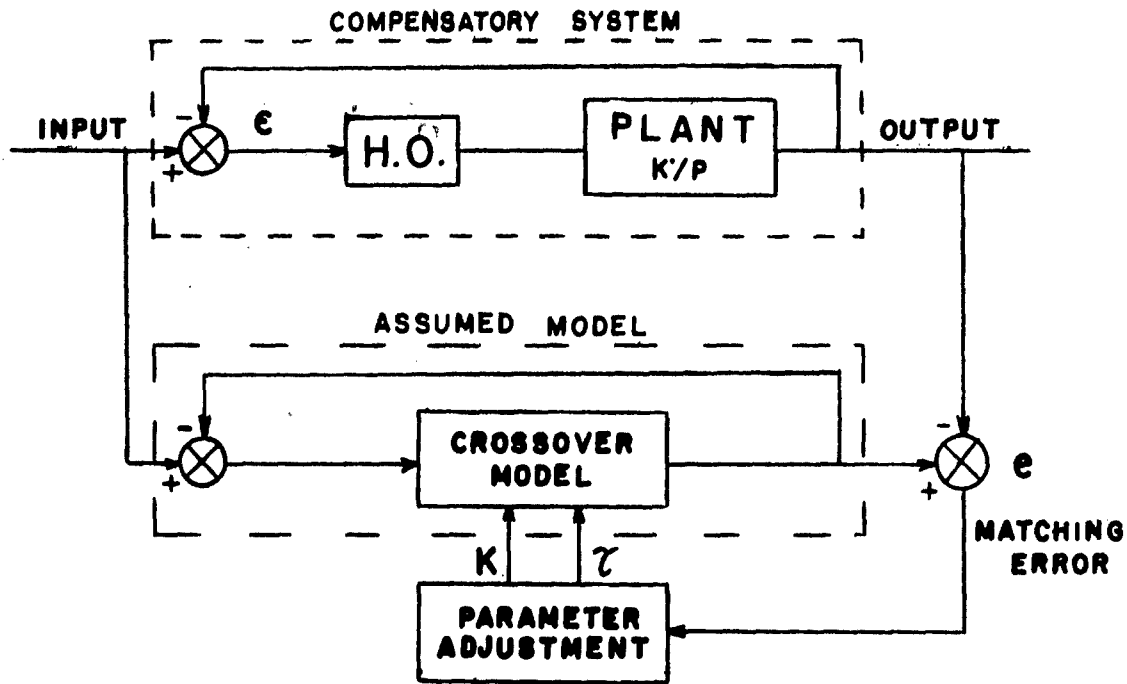 COMPENSATORY SYSTEM
INPUT
-
+
ϵ
H.O.
PLANT
K/P
OUTPUT
ASSUMED MODEL
-
+
CROSSOVER
MODEL
-
+
e
MATCHING
ERROR
K
τ
PARAMETER
ADJUSTMENT